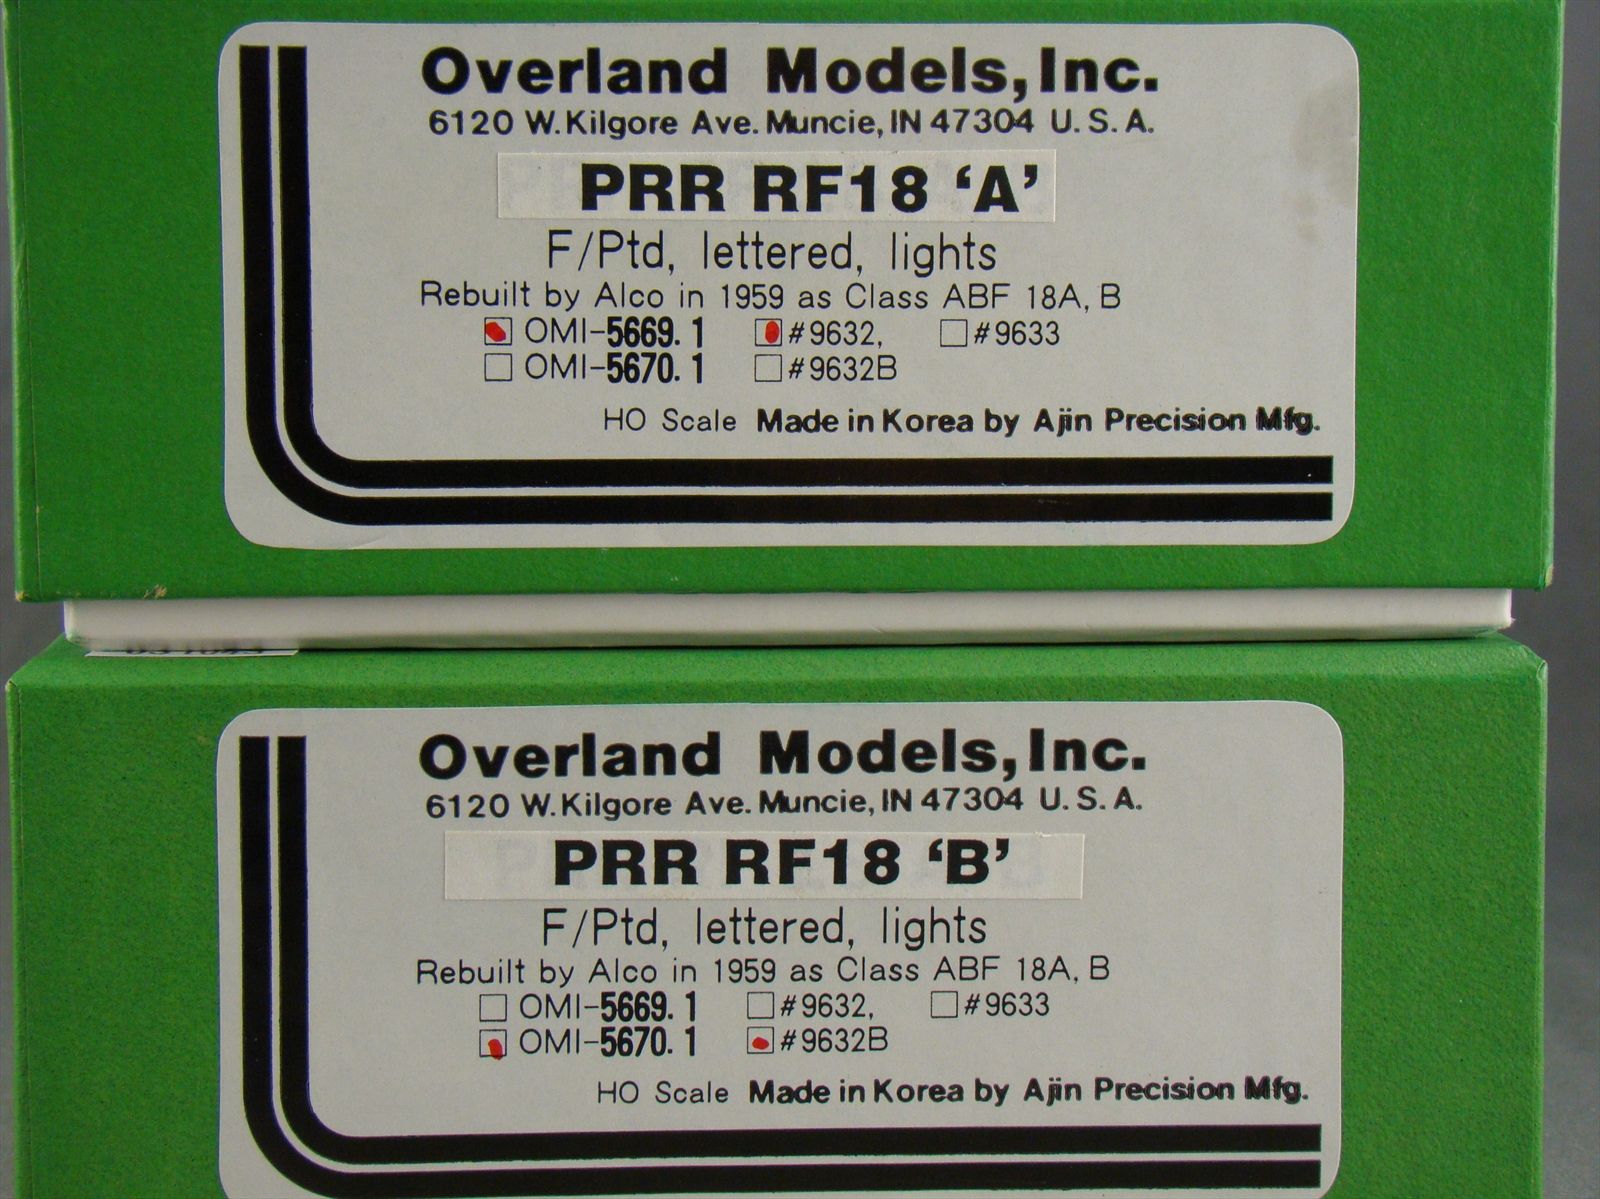 Overland Models, Inc.
6120 W. Kilgore Ave. Muncie, IN 47304 U.S.A.
PRR RF18 ‘A’
F/Ptd, lettered, lights
Rebuilt by Alco in 1959 as Class ABF 18A, B
OMI-5669.1 #9632, #9633
OMI-5670.1 #9632B
HO Scale Made in Korea by Ajin Precision Mfg.
Overland Models, Inc.
6120 W. Kilgore Ave. Muncie, IN 47304 U.S.A.
PRR RF18 ‘B’
F/Ptd, lettered, lights
Rebuilt by Alco in 1959 as Class ABF 18A, B
OMI-5669.1 #9632, #9633
OMI-5670.1 #9632B
HO Scale Made in Korea by Ajin Precision Mfg.